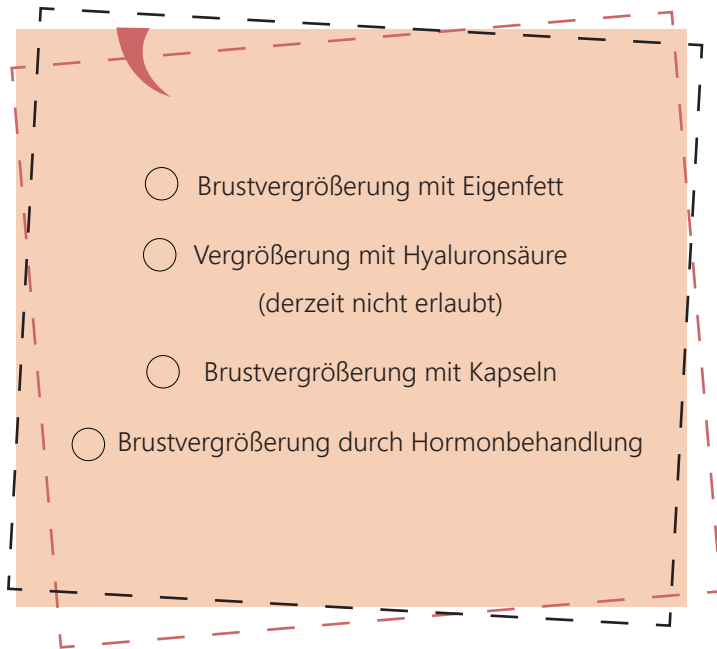 Brustvergrößerung mit Eigenfett
Vergrößerung mit Hyaluronsäure
(derzeit nicht erlaubt)
Brustvergrößerung mit Kapseln
Brustvergrößerung durch Hormonbehandlung